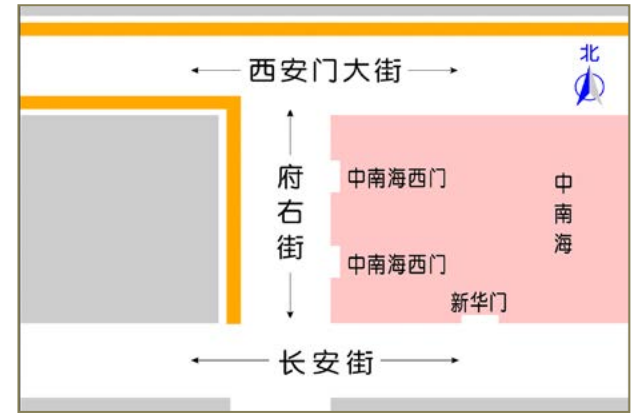 北
西安门大街
府右街
中南海西门
中南海
中南海西门
新华门
长安街